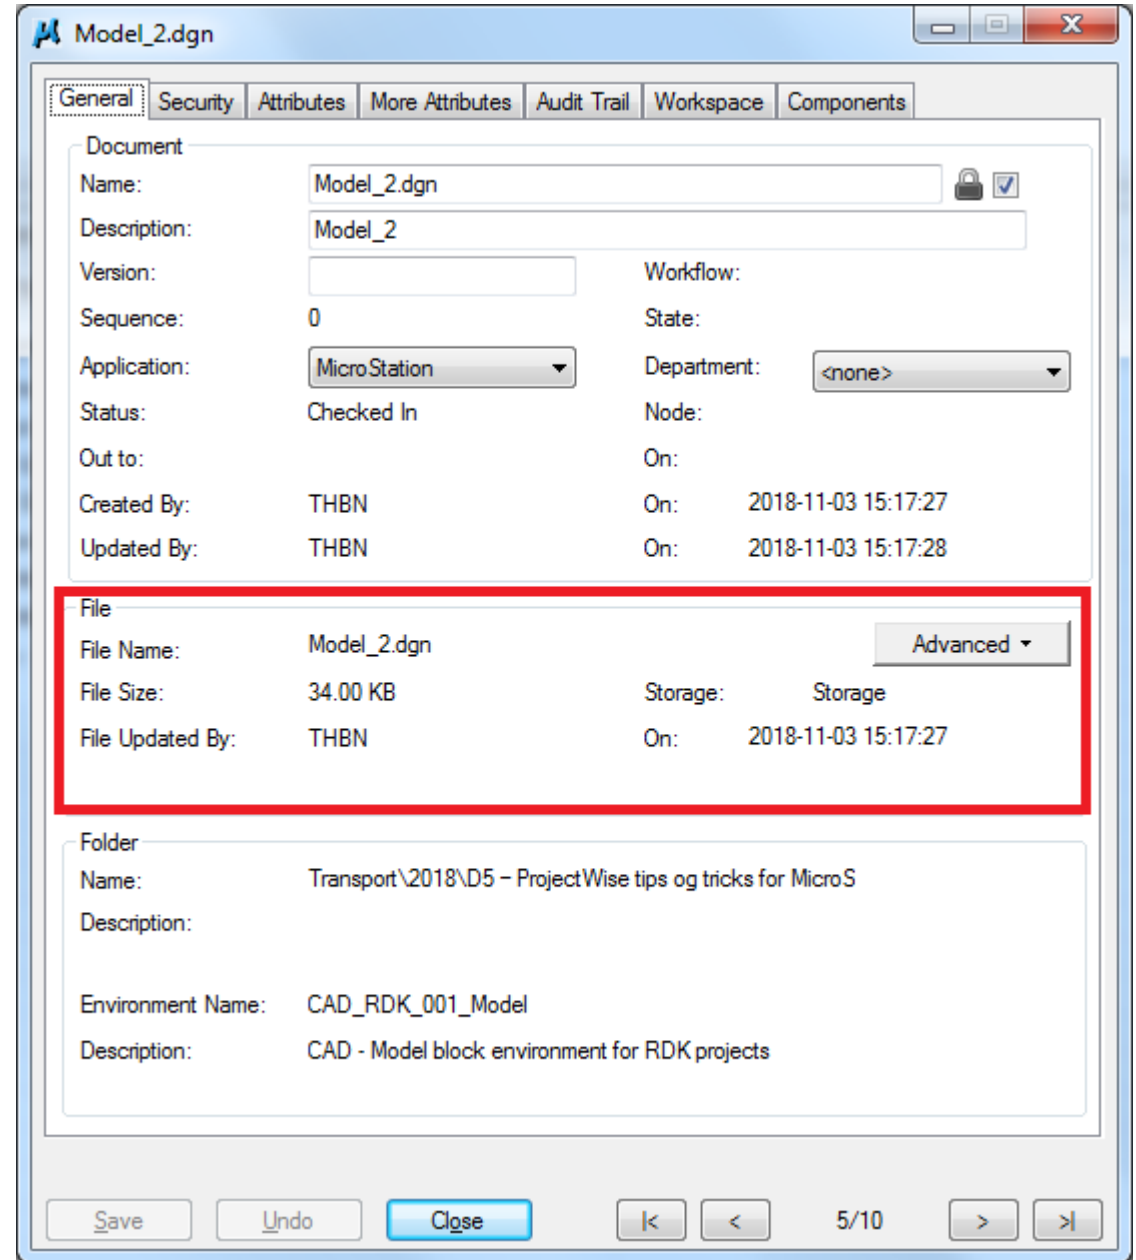 Model_2.dgn
General Security Attributes More Attributes Audit Trail Workspace Components
Document
Name: Model_2.dgn
Description: Model_2
Version: Workflow:
Sequence: 0 State:
Application: MicroStation Department: <none>
Status: Checked In Node:
Out to: On:
Created By: THBN On: 2018-11-03 15:17:27
Updated By: THBN On: 2018-11-03 15:17:28
File
File Name: Model_2.dgn Advanced
File Size: 34.00 KB Storage: Storage
File Updated By: THBN On: 2018-11-03 15:17:27
Folder
Name: Transport\2018\D5 – ProjectWise tips og tricks for MicroS
Description:
Environment Name: CAD_RDK_001_Model
Description: CAD - Model block environment for RDK projects
Save Undo Close |< < 5/10 > >|